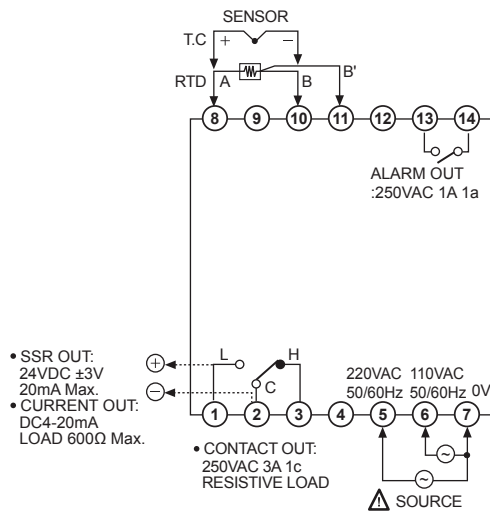 SENSOR
T.C + −
RTD A B B'
8 9 10 11 12 13 14
ALARM OUT
:250VAC 1A 1a
• SSR OUT:
24VDC ±3V
20mA Max.
• CURRENT OUT:
DC4-20mA
LOAD 600Ω Max.
+
−
L H
C
220VAC 110VAC
50/60Hz 50/60Hz 0V
1 2 3 4 5 6 7
• CONTACT OUT:
250VAC 3A 1c
RESISTIVE LOAD
~
~
! SOURCE